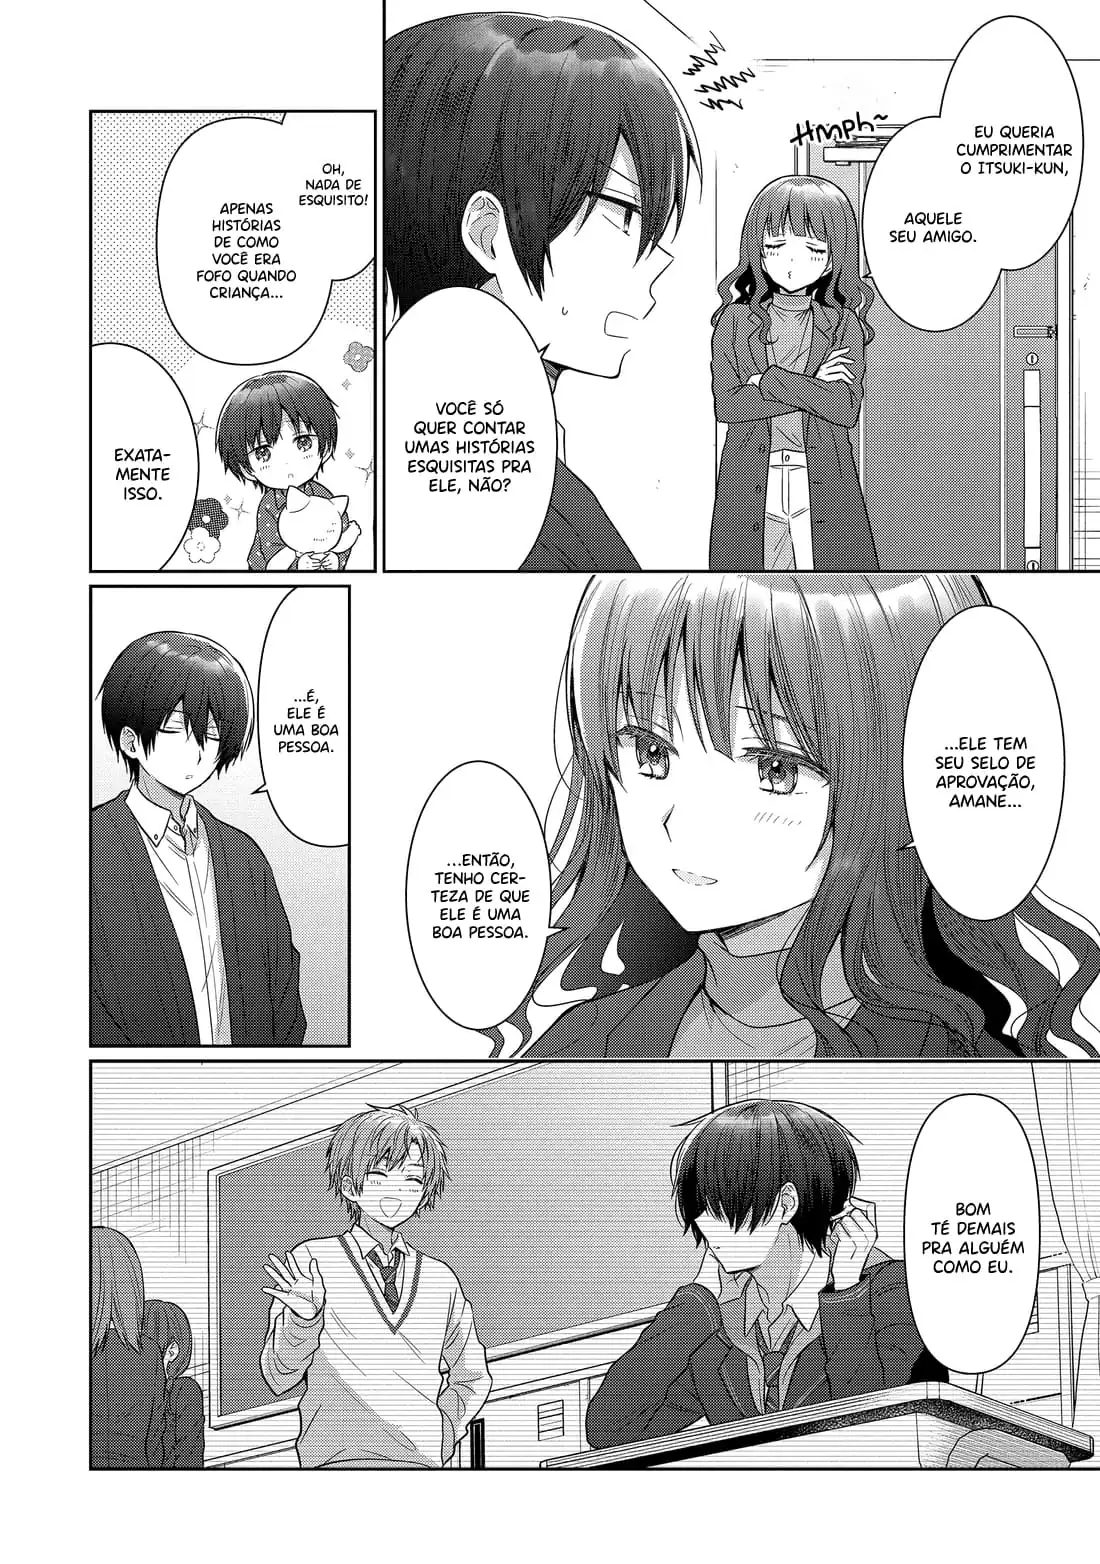 EU QUERIA
CUMPRIMENTAR
O ITSUKI-KUN,
AQUELE
SEU AMIGO.
HMPH~
VOCÊ SÓ
QUER CONTAR
UMAS HISTÓRIAS
ESQUISITAS PRA
ELE, NÃO?
OH,
NADA DE
ESQUISITO!
APENAS
HISTÓRIAS
DE COMO
VOCÊ ERA
FOFO QUANDO
CRIANÇA...
EXATA-
MENTE
ISSO.
...ELE TEM
SEU SELO DE
APROVAÇÃO,
AMANE...
...ENTÃO,
TENHO CER-
TEZA DE QUE
ELE É UMA
BOA PESSOA.
...É,
ELE É
UMA BOA
PESSOA.
BOM
TÉ DEMAIS
PRA ALGUÉM
COMO EU.